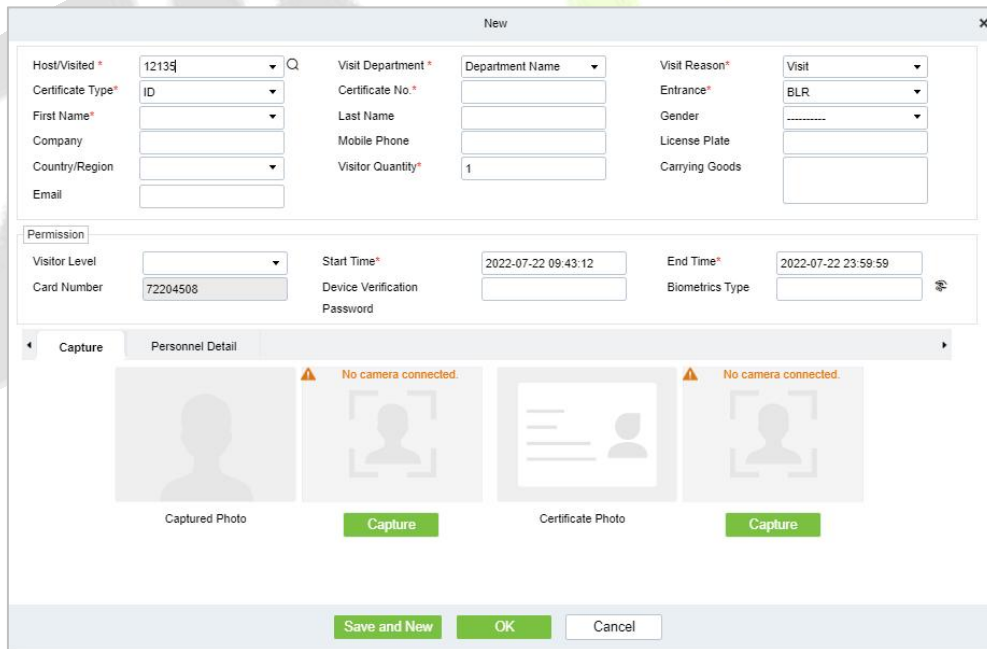 New
Host/Visited * 12135 Visit Department * Department Name Visit Reason* Visit
Certificate Type* ID Certificate No.* Entrance* BLR
First Name* Last Name Gender ----------
Company Mobile Phone License Plate
Country/Region Visitor Quantity* 1 Carrying Goods
Email
Permission
Visitor Level Start Time* 2022-07-22 09:43:12 End Time* 2022-07-22 23:59:59
Card Number 72204508 Device Verification Password Biometrics Type
Capture Personnel Detail
No camera connected. No camera connected.
Captured Photo Capture Certificate Photo Capture
Save and New OK Cancel